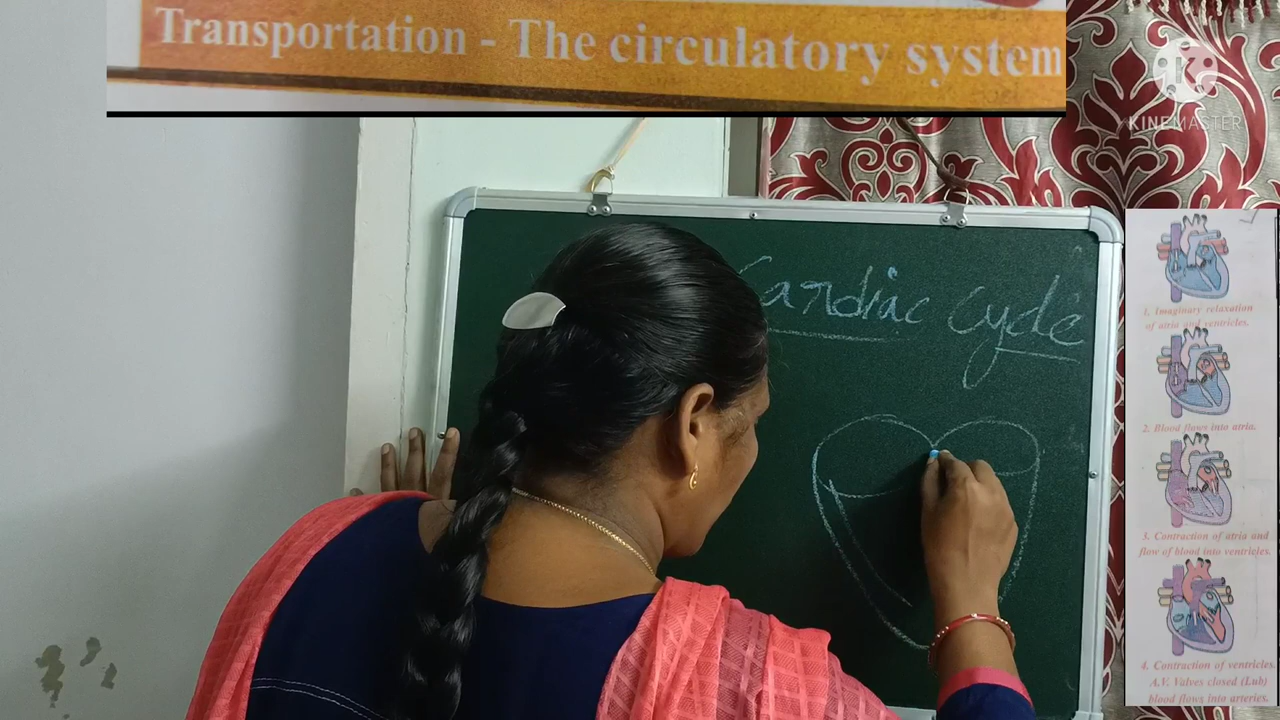 Transportation - The circulatory system
KINEMASTER
Cardiac Cycle
1. Imaginary relaxation
of atria and ventricles.
2. Blood flows into atria.
3. Contraction of atria and
flow of blood into ventricles.
4. Contraction of ventricles.
A.V. Valves closed (Lub)
blood flows into arteries.